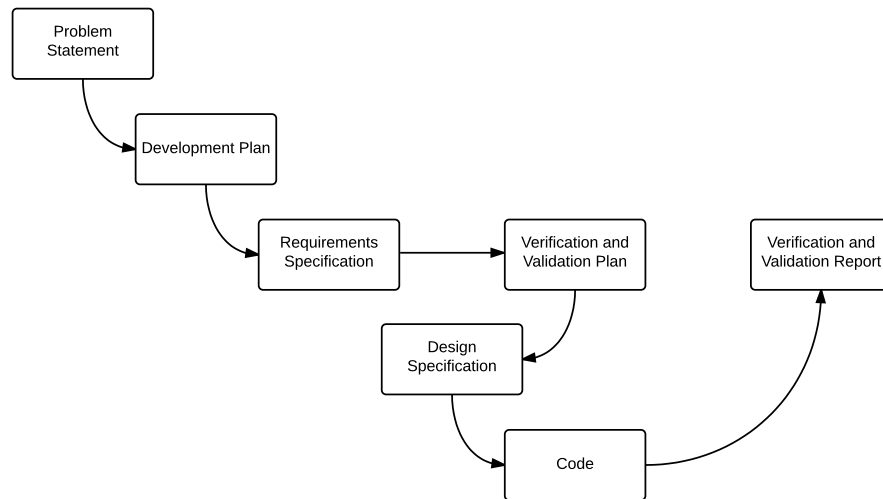 Problem
Statement
Development Plan
Requirements
Specification
Verification and
Validation Plan
Verification and
Validation Report
Design
Specification
Code